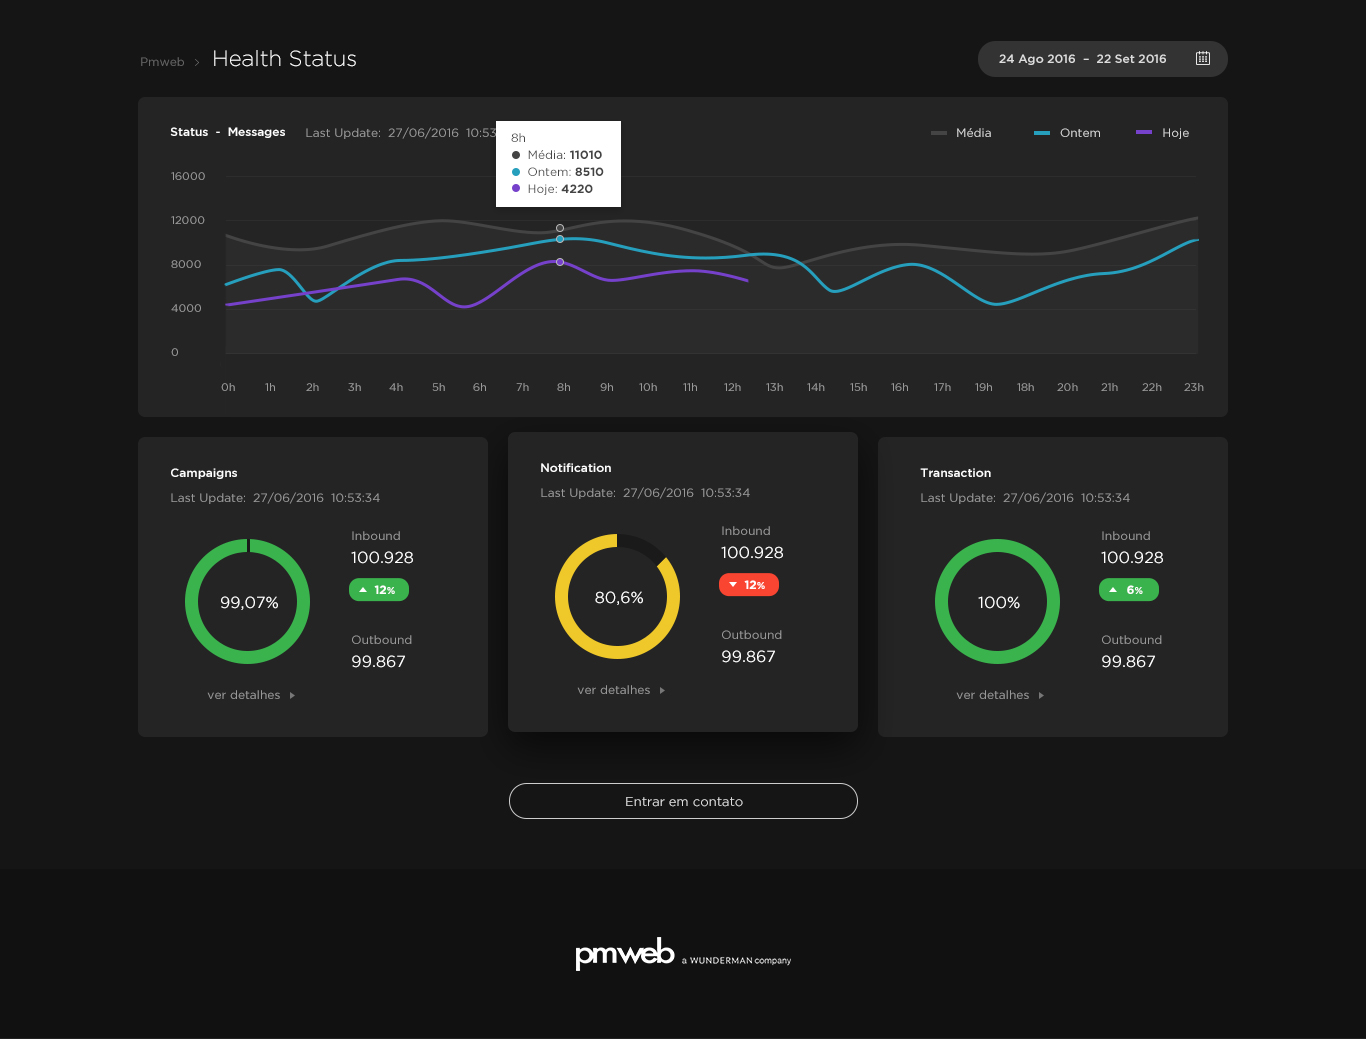 Pmweb > Health Status
24 Ago 2016 – 22 Set 2016
Status - Messages
Last Update: 27/06/2016 10:53
Média
Ontem
Hoje
8h
Média: 11010
Ontem: 8510
Hoje: 4220
16000
12000
8000
4000
0
0h 1h 2h 3h 4h 5h 6h 7h 8h 9h 10h 11h 12h 13h 14h 15h 16h 17h 19h 18h 20h 21h 22h 23h
Campaigns
Last Update: 27/06/2016 10:53:34
99,07%
Inbound
100.928
12%
Outbound
99.867
ver detalhes
Notification
Last Update: 27/06/2016 10:53:34
80,6%
Inbound
100.928
12%
Outbound
99.867
ver detalhes
Transaction
Last Update: 27/06/2016 10:53:34
100%
Inbound
100.928
6%
Outbound
99.867
ver detalhes
Entrar em contato
pmweb a WUNDERMAN company